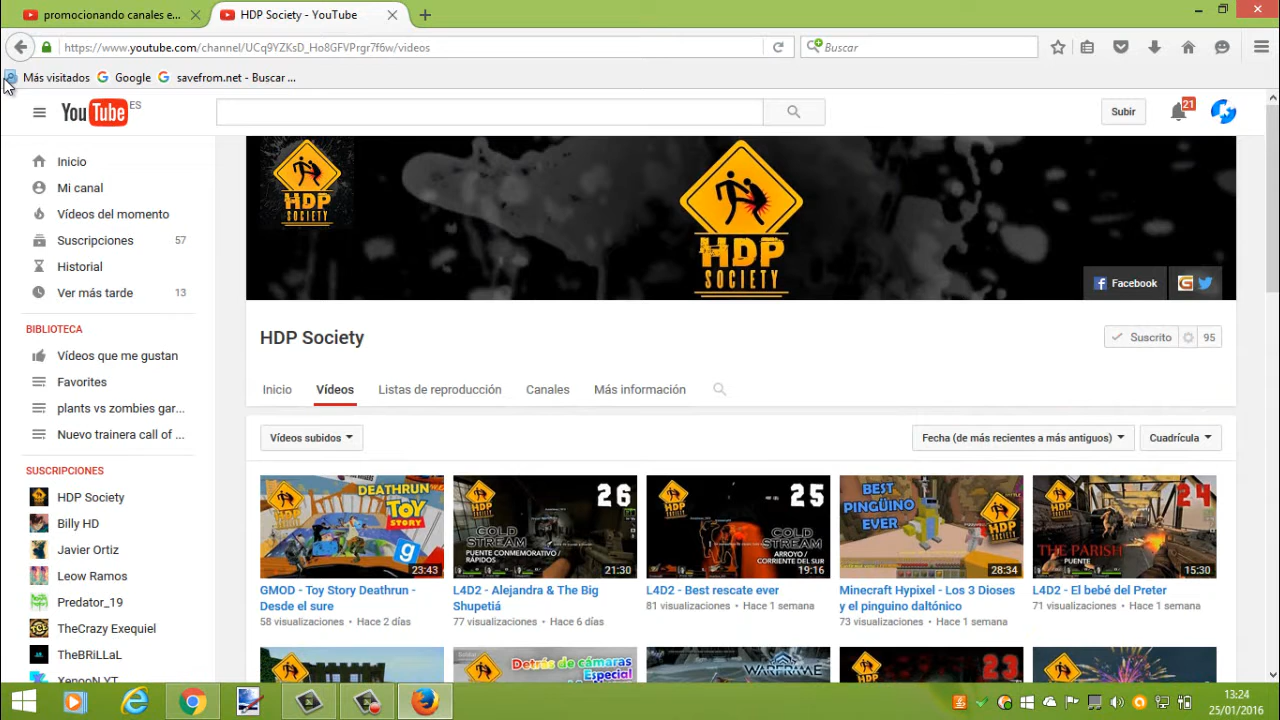 promocionando canales e...
HDP Society - YouTube
https://www.youtube.com/channel/UCq9YZKsD_Ho8GFVPrgr7f6w/videos
Buscar
Más visitados
Google
savefrom.net - Buscar ...
YouTube ES
Subir
21
Inicio
Mi canal
Vídeos del momento
Suscripciones 57
Historial
Ver más tarde 13
BIBLIOTECA
Vídeos que me gustan
Favorites
plants vs zombies gar...
Nuevo trainera call of ...
SUSCRIPCIONES
HDP Society
Billy HD
Javier Ortiz
Leow Ramos
Predator_19
TheCrazy Exequiel
TheBRiLLaL
XenonN YT
HDP
SOCIETY
HDP
SOCIETY
Facebook
HDP Society
Suscrito 95
Inicio
Vídeos
Listas de reproducción
Canales
Más información
Vídeos subidos
Fecha (de más recientes a más antiguos)
Cuadrícula
DEATHRUN
TOY
STORY
23:43
GMOD - Toy Story Deathrun -
Desde el sure
58 visualizaciones • Hace 2 días
26
COLD
STREAM
PUENTE CONMEMORATIVO /
RÁPIDOS
21:30
L4D2 - Alejandra & The Big
Shupetiá
77 visualizaciones • Hace 6 días
25
COLD
STREAM
ARROYO /
CORRIENTE DEL SUR
19:16
L4D2 - Best rescate ever
81 visualizaciones • Hace 1 semana
BEST
PINGÜINO
EVER
HDP
28:34
Minecraft Hypixel - Los 3 Dioses
y el pinguino daltónico
73 visualizaciones • Hace 1 semana
24
THE PARISH
15:30
L4D2 - El bebé del Preter
71 visualizaciones • Hace 1 semana
Detrás de cámaras
Especial
WARFRAME
23
13:24
25/01/2016